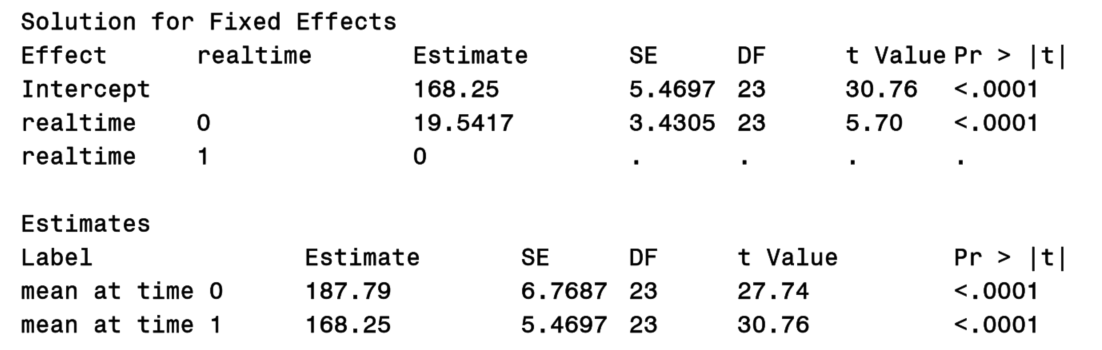 Solution for Fixed Effects
Effect realtime Estimate SE DF t Value Pr > |t|
Intercept 168.25 5.4697 23 30.76 <.0001
realtime 0 19.5417 3.4305 23 5.70 <.0001
realtime 1 0 . . . .
Estimates
Label Estimate SE DF t Value Pr > |t|
mean at time 0 187.79 6.7687 23 27.74 <.0001
mean at time 1 168.25 5.4697 23 30.76 <.0001